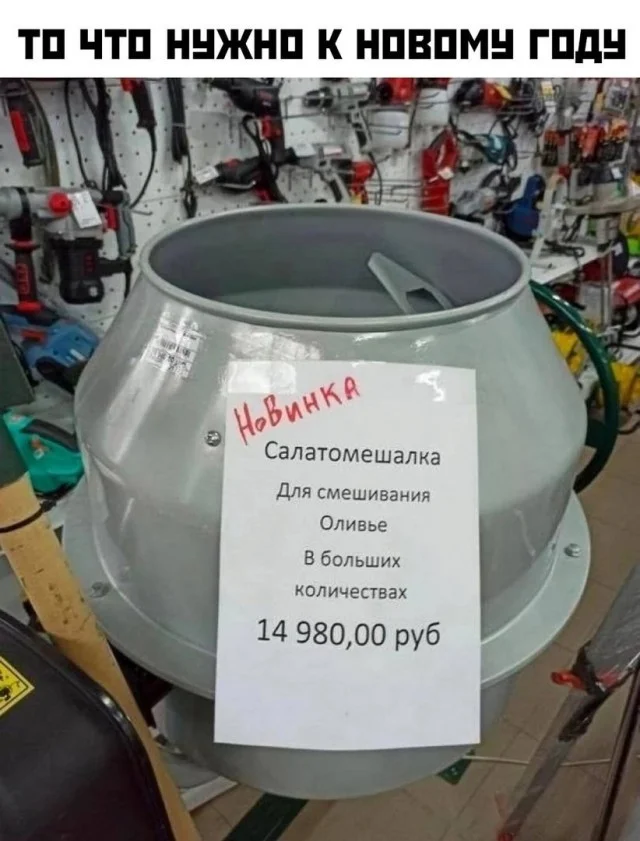 ТО ЧТО НУЖНО К НОВОМУ ГОДУ
Новинка
Салатомешалка
Для смешивания
Оливье
В больших
количествах
14 980,00 руб